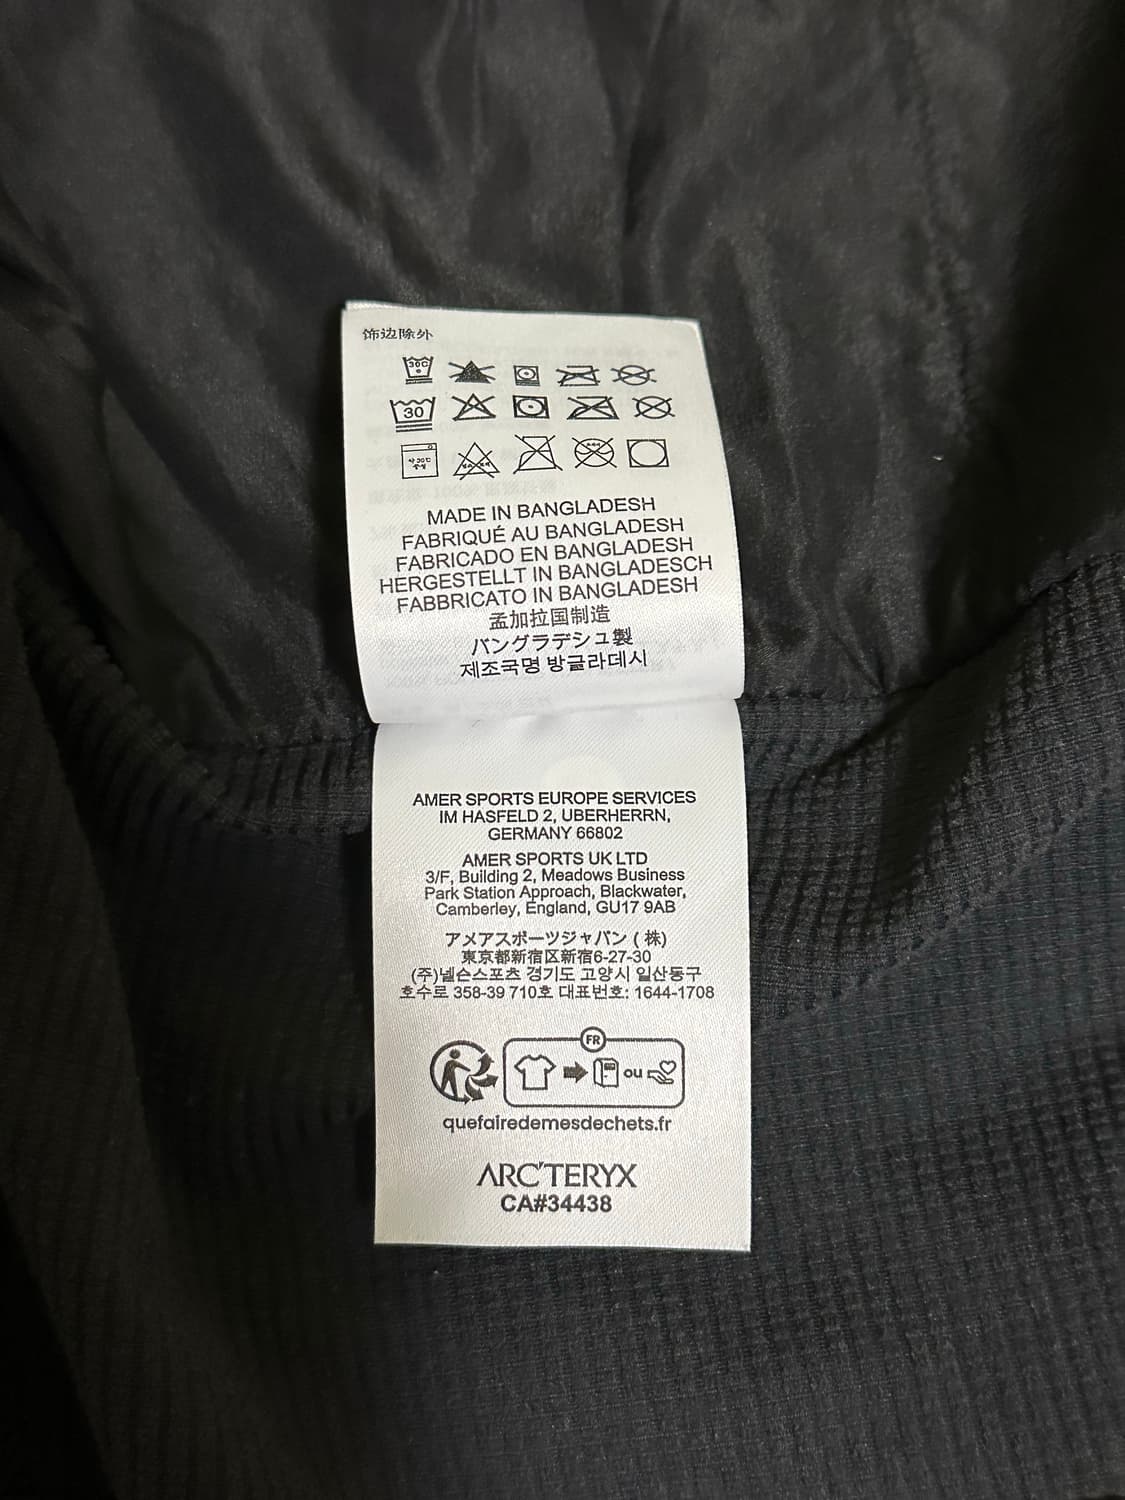 饰边除外
30C
30
약 30℃
중성
MADE IN BANGLADESH
FABRIQUÉ AU BANGLADESH
FABRICADO EN BANGLADESH
HERGESTELLT IN BANGLADESCH
FABBRICATO IN BANGLADESH
孟加拉国制造
バングラデシュ製
제조국명 방글라데시
AMER SPORTS EUROPE SERVICES
IM HASFELD 2, UBERHERRN,
GERMANY 66802
AMER SPORTS UK LTD
3/F, Building 2, Meadows Business
Park Station Approach, Blackwater,
Camberley, England, GU17 9AB
アメアスポーツジャパン ( 株)
東京都新宿区新宿6-27-30
(주)넬슨스포츠 경기도 고양시 일산동구
호수로 358-39 710호 대표번호: 1644-1708
FR
ou
quefairedemesdechets.fr
ARC'TERYX
CA#34438